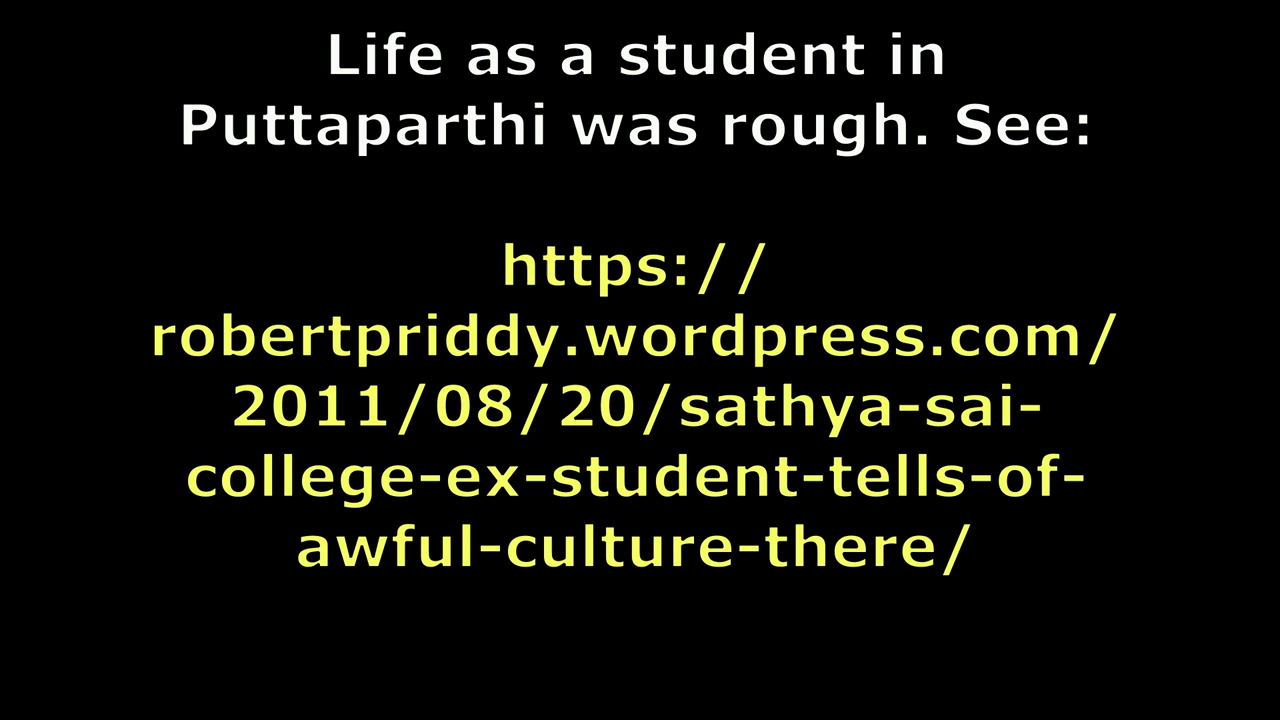 Life as a student in
Puttaparthi was rough. See:
https://
robertpriddy.wordpress.com/
2011/08/20/sathya-sai-
college-ex-student-tells-of-
awful-culture-there/